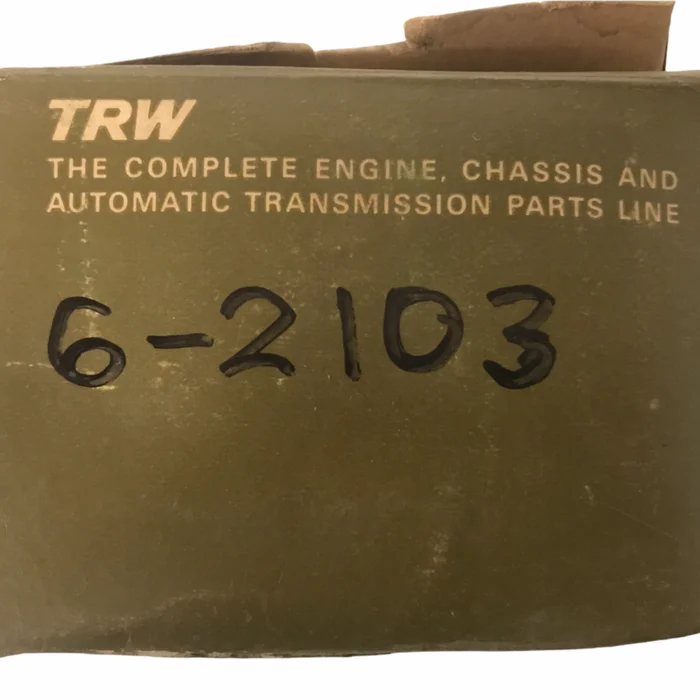 TRW
THE COMPLETE ENGINE, CHASSIS AND
AUTOMATIC TRANSMISSION PARTS LINE
6-2103